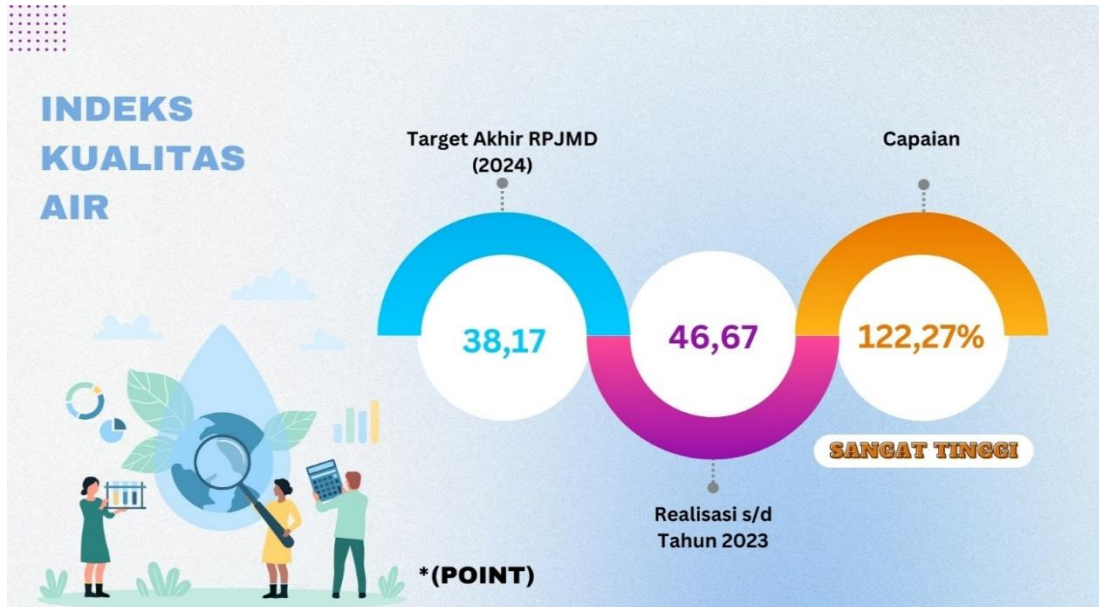 INDEKS
KUALITAS
AIR
Target Akhir RPJMD
(2024)
38,17
46,67
Realisasi s/d
Tahun 2023
Capaian
122,27%
SANGAT TINGGI
*(POINT)